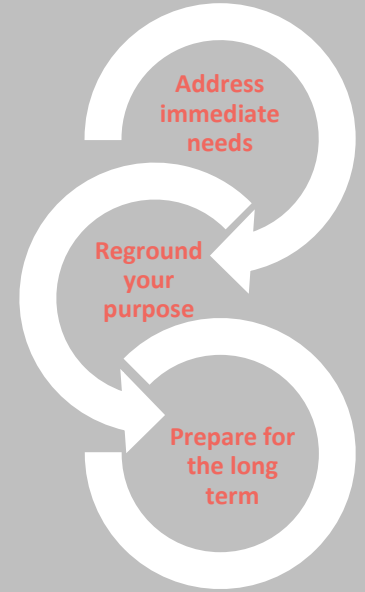 Address
immediate
needs
Reground
your
purpose
Prepare for
the long
term